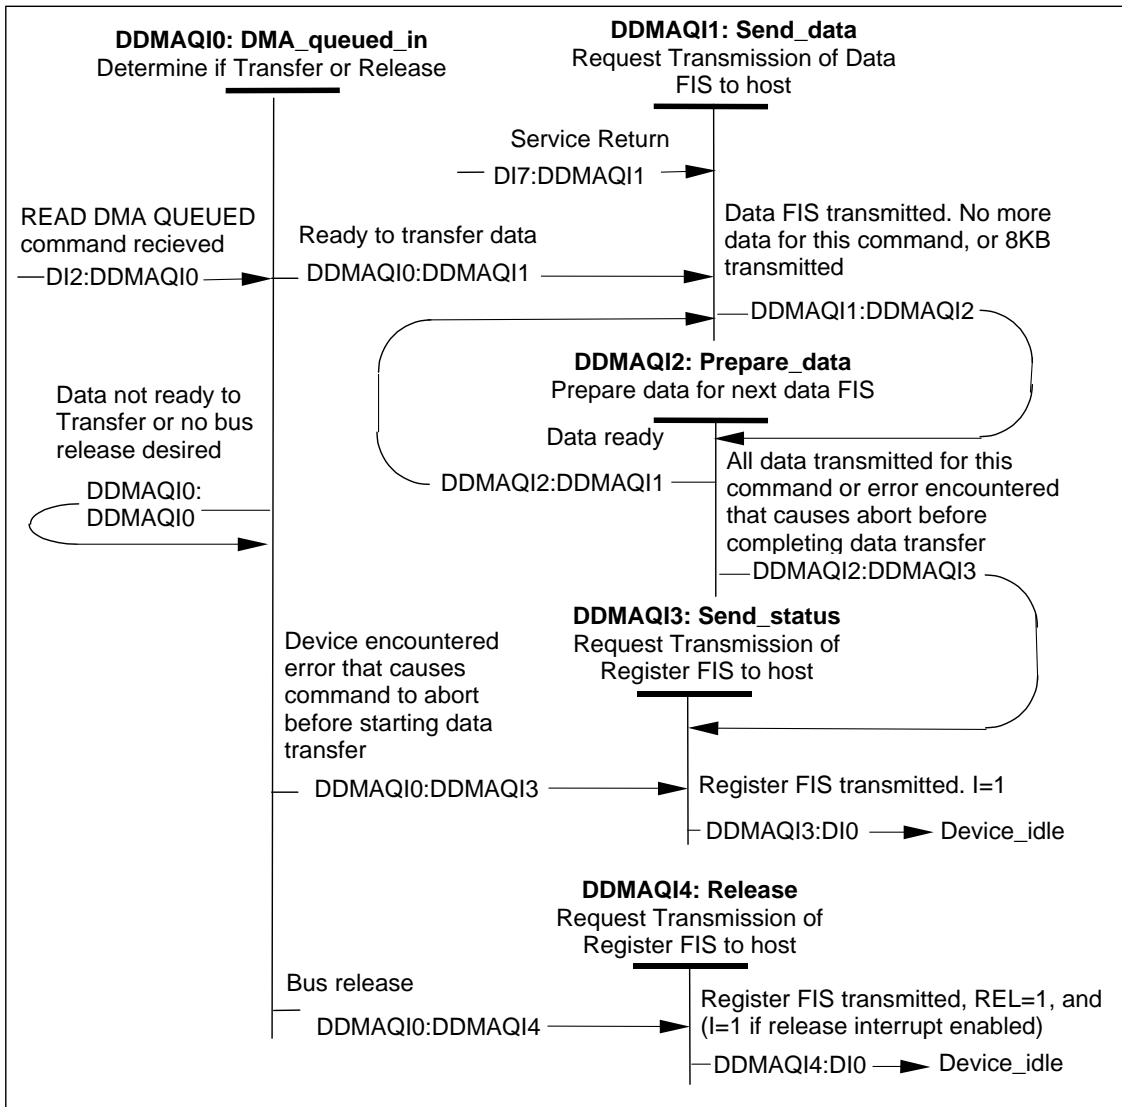 DDMAQI0: DMA_queued_in
Determine if Transfer or Release
DDMAQI1: Send_data
Request Transmission of Data
FIS to host
Service Return
DI7:DDMAQI1
READ DMA QUEUED
command recieved
DI2:DDMAQI0
Ready to transfer data
DDMAQI0:DDMAQI1
Data FIS transmitted. No more
data for this command, or 8KB
transmitted
DDMAQI1:DDMAQI2
DDMAQI2: Prepare_data
Prepare data for next data FIS
Data not ready to
Transfer or no bus
release desired
DDMAQI0:
DDMAQI0
Data ready
DDMAQI2:DDMAQI1
All data transmitted for this
command or error encountered
that causes abort before
completing data transfer
DDMAQI2:DDMAQI3
DDMAQI3: Send_status
Request Transmission of
Register FIS to host
Device encountered
error that causes
command to abort
before starting data
transfer
DDMAQI0:DDMAQI3
Register FIS transmitted. I=1
DDMAQI3:DI0
Device_idle
DDMAQI4: Release
Request Transmission of
Register FIS to host
Bus release
DDMAQI0:DDMAQI4
Register FIS transmitted, REL=1, and
(I=1 if release interrupt enabled)
DDMAQI4:DI0
Device_idle